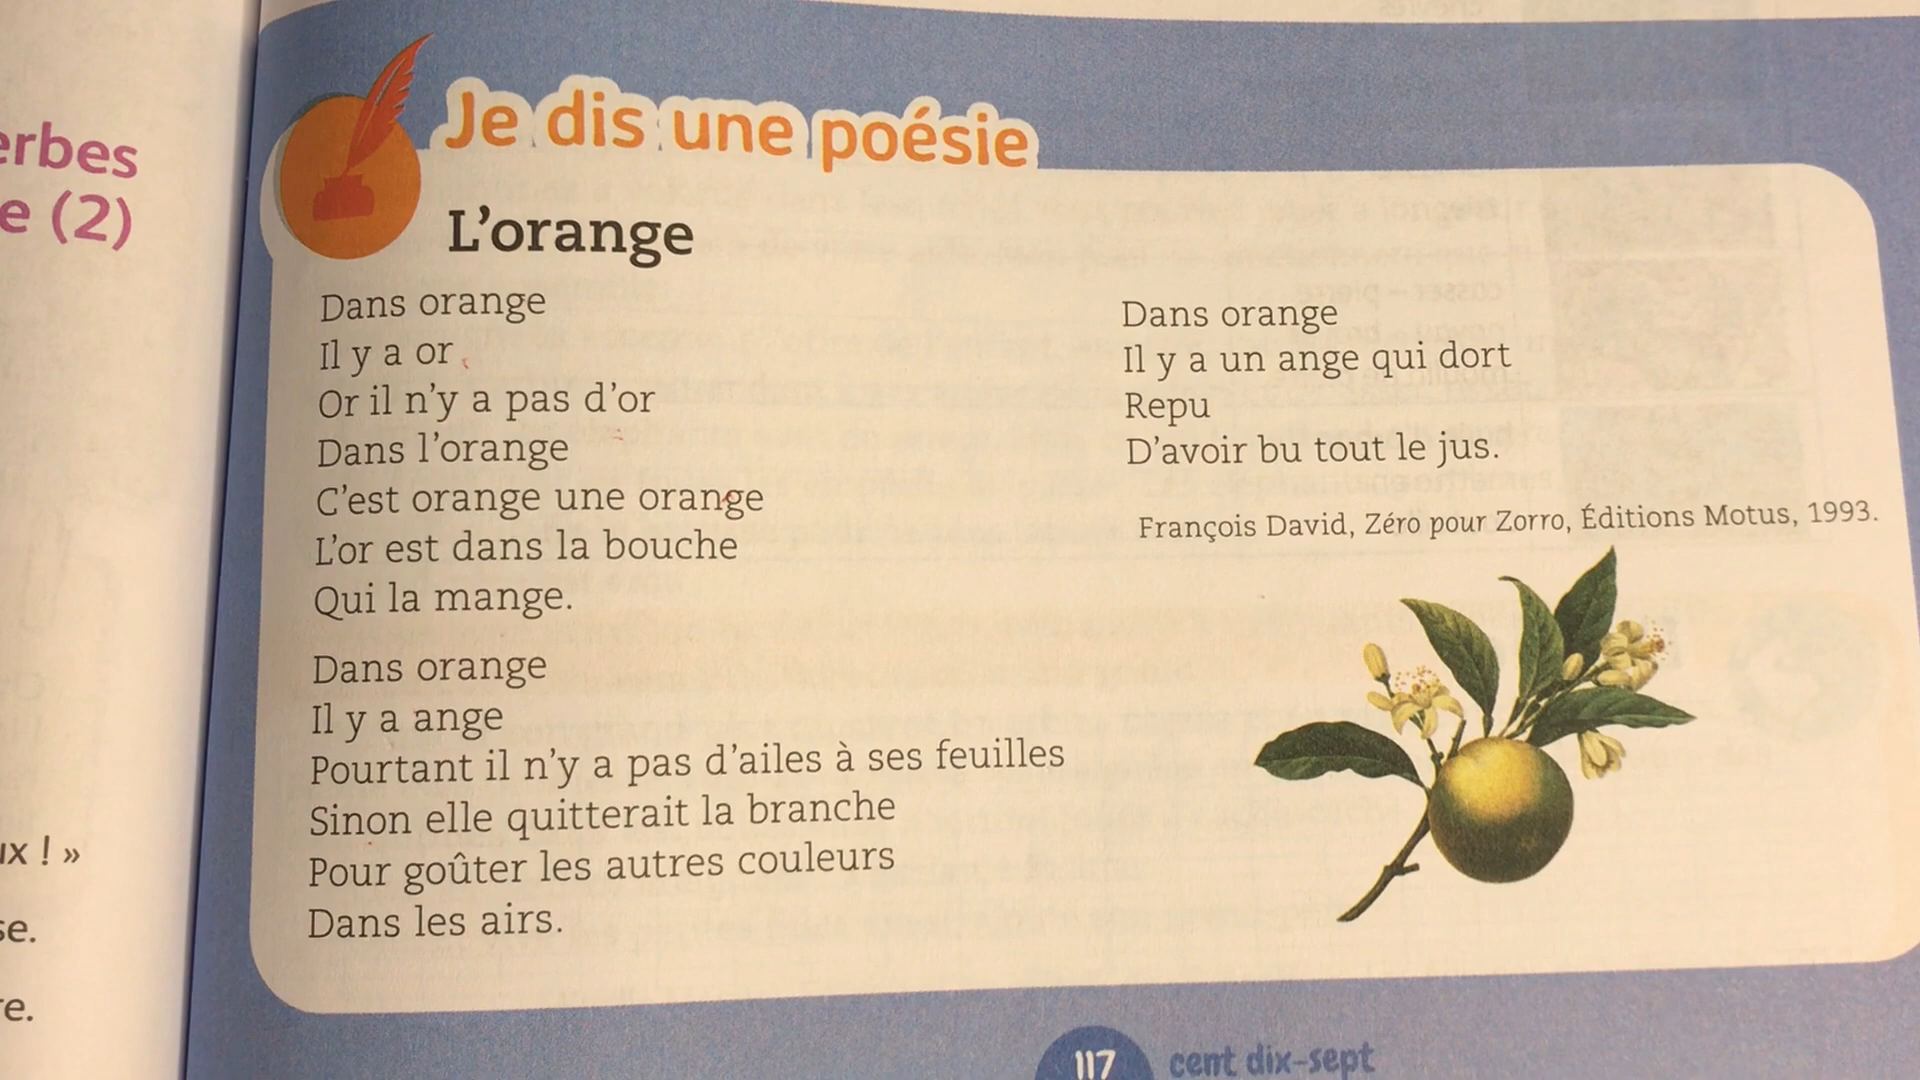 erbes
e (2)
ux ! »
se.
re.
Je dis une poésie
L'orange
Dans orange
Il y a or
Or il n'y a pas d'or
Dans l'orange
C'est orange une orange
L'or est dans la bouche
Qui la mange.
Dans orange
Il y a ange
Pourtant il n'y a pas d'ailes à ses feuilles
Sinon elle quitterait la branche
Pour goûter les autres couleurs
Dans les airs.
Dans orange
Il y a un ange qui dort
Repu
D'avoir bu tout le jus.
François David, Zéro pour Zorro, Éditions Motus, 1993.
117 cent dix-sept